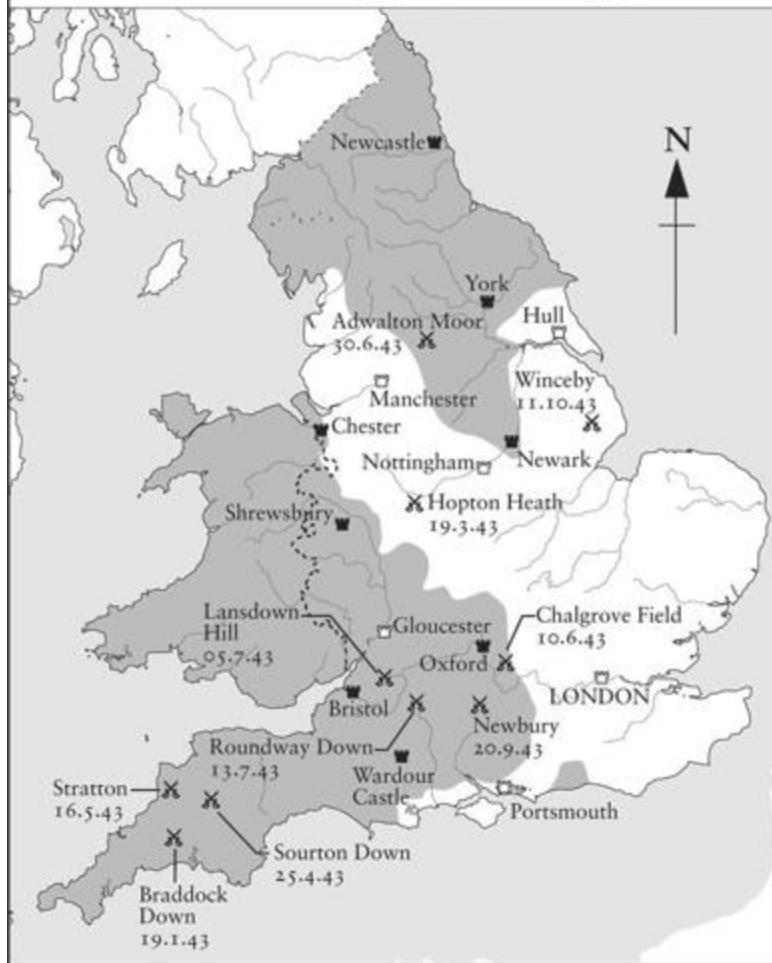 N
Newcastle
York
Hull
Adwalton Moor
30.6.43
Winceby
11.10.43
Manchester
Chester
Newark
Nottingham
Hopton Heath
19.3.43
Shrewsbury
Lansdown
Hill
05.7.43
Gloucester
Chalgrove Field
10.6.43
Oxford
LONDON
Bristol
Newbury
20.9.43
Roundway Down
13.7.43
Wardour
Castle
Stratton
16.5.43
Portsmouth
Sourton Down
25.4.43
Braddock
Down
19.1.43